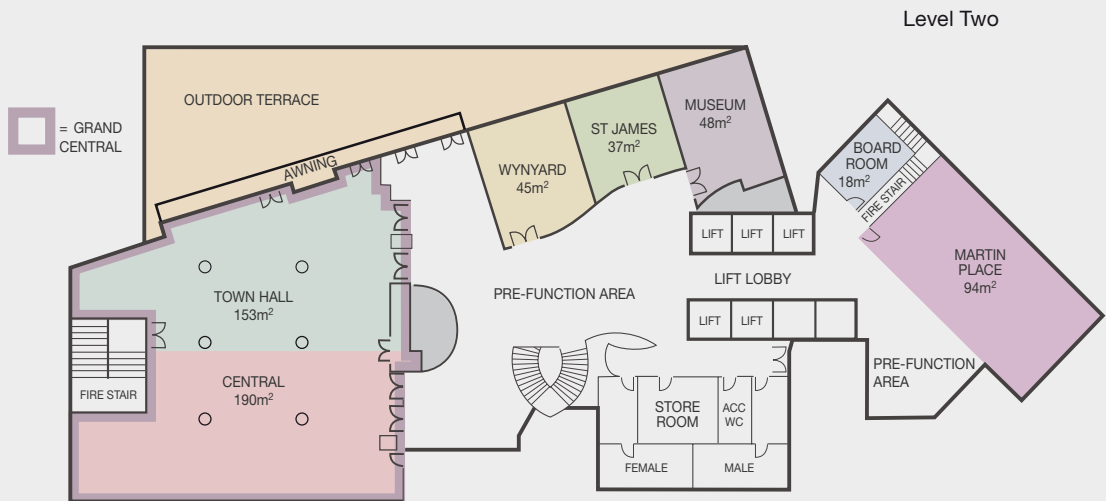 Level Two
OUTDOOR TERRACE
= GRAND
CENTRAL
AWNING
MUSEUM
48m²
ST JAMES
37m²
WYNYARD
45m²
BOARD
ROOM
18m²
FIRE STAIR
LIFT
LIFT
LIFT
MARTIN
PLACE
94m²
LIFT LOBBY
PRE-FUNCTION AREA
TOWN HALL
153m²
LIFT
LIFT
PRE-FUNCTION
AREA
CENTRAL
190m²
FIRE STAIR
STORE
ROOM
ACC
WC
FEMALE
MALE